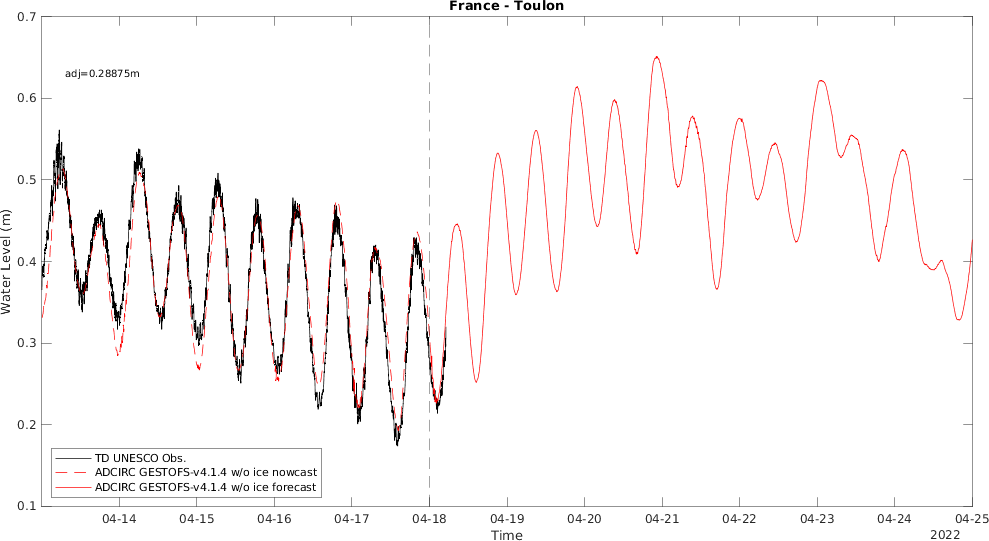 France - Toulon
0.7
0.6
0.5
0.4
0.3
0.2
0.1
Water Level (m)
adj=0.28875m
TD UNESCO Obs.
ADCIRC GESTOFS-v4.1.4 w/o ice nowcast
ADCIRC GESTOFS-v4.1.4 w/o ice forecast
04-14 04-15 04-16 04-17 04-18 04-19 04-20 04-21 04-22 04-23 04-24 04-25
Time
2022